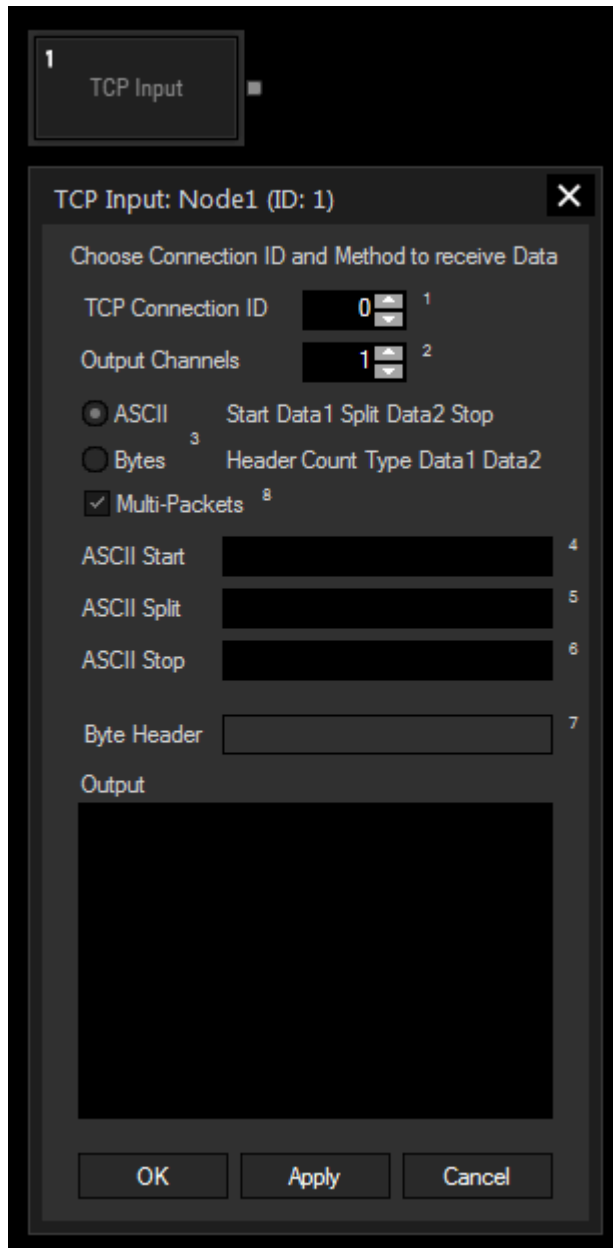 1
TCP Input
TCP Input: Node1 (ID: 1)
Choose Connection ID and Method to receive Data
TCP Connection ID 0 1
Output Channels 1 2
ASCII Start Data1 Split Data2 Stop
3
Bytes Header Count Type Data1 Data2
Multi-Packets 8
ASCII Start 4
ASCII Split 5
ASCII Stop 6
Byte Header 7
Output
OK Apply Cancel